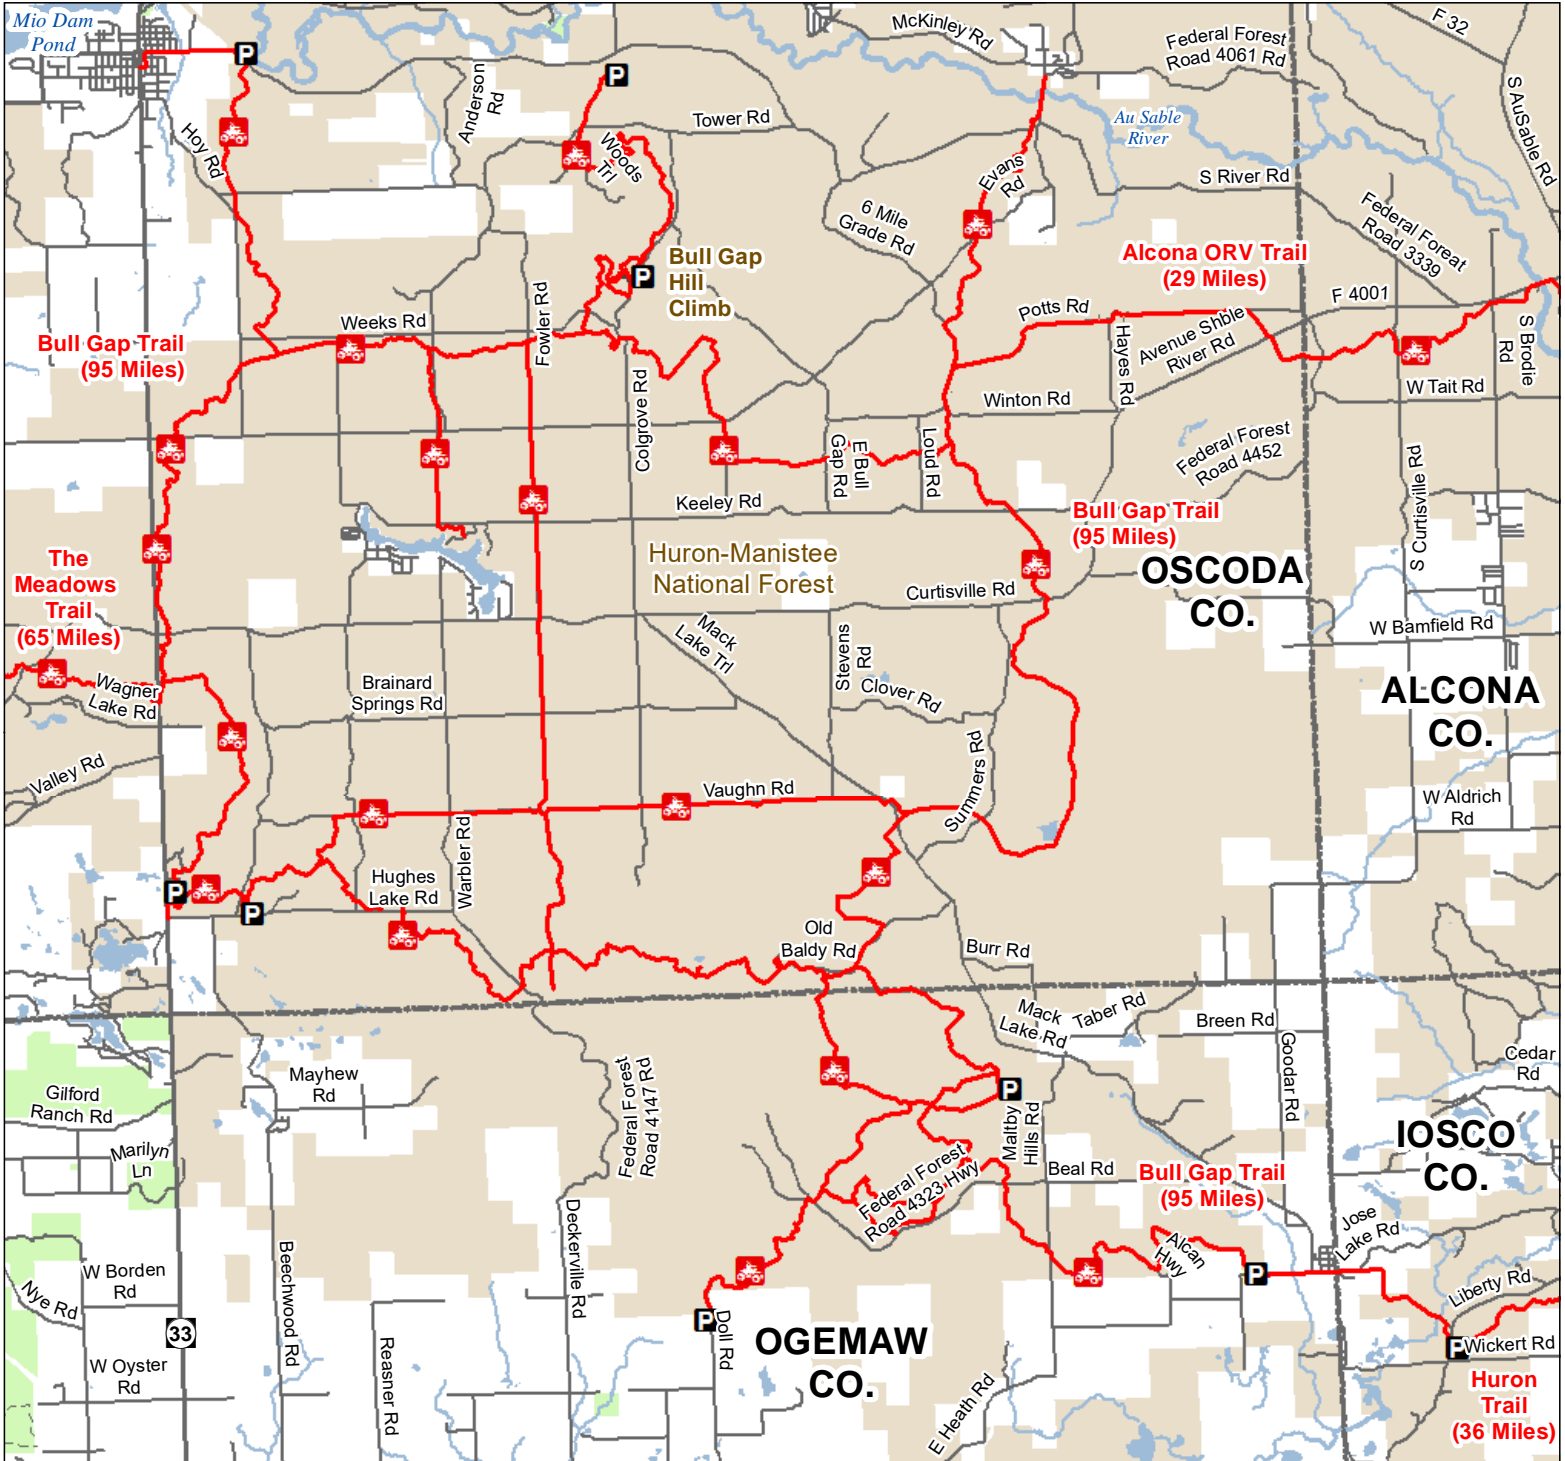 Mio Dam
Pond
P
P
McKinley Rd
F 32
Federal Forest
Road 4061 Rd
S AuSable Rd
Anderson
Rd
Hoy Rd
Woods
Trl
Tower Rd
Au Sable
River
Evans
Rd
S River Rd
6 Mile
Grade Rd
Federal Foreat
Road 3339
Bull Gap
Hill
Climb
P
Alcona ORV Trail
(29 Miles)
Fowler Rd
Weeks Rd
Potts Rd
F 4001
Bull Gap Trail
(95 Miles)
Hayes Rd
Avenue Shble
River Rd
S Brodie
Rd
Colgrove Rd
Winton Rd
W Tait Rd
E Bull
Gap Rd
Loud Rd
Federal Forest
Road 4452
S Curtisville Rd
Keeley Rd
Bull Gap Trail
(95 Miles)
The
Meadows
Trail
(65 Miles)
Huron-Manistee
National Forest
OSCODA
CO.
Curtisville Rd
Mack
Lake Trl
Stevens
Rd
W Bamfield Rd
Wagner
Lake Rd
Brainard
Springs Rd
Clover Rd
ALCONA
CO.
Valley Rd
Summers Rd
Vaughn Rd
W Aldrich
Rd
Warbler Rd
Hughes
Lake Rd
P
P
Old
Baldy Rd
Burr Rd
Mack
Lake Rd
Taber Rd
Breen Rd
Goodar Rd
Cedar
Rd
Gilford
Ranch Rd
Mayhew
Rd
Federal Forest
Road 4147 Rd
P
Maltby
Hills Rd
IOSCO
CO.
Marilyn
Ln
Federal Forest
Road 4323 Hwy
Beal Rd
Bull Gap Trail
(95 Miles)
Deckerville Rd
Jose
Lake Rd
Alcan
Hwy
P
W Borden
Rd
Nye Rd
Beechwood Rd
Liberty Rd
33
P
Doll Rd
OGEMAW
CO.
P
Wickert Rd
W Oyster
Rd
Reasner Rd
E Heath Rd
Huron
Trail
(36 Miles)